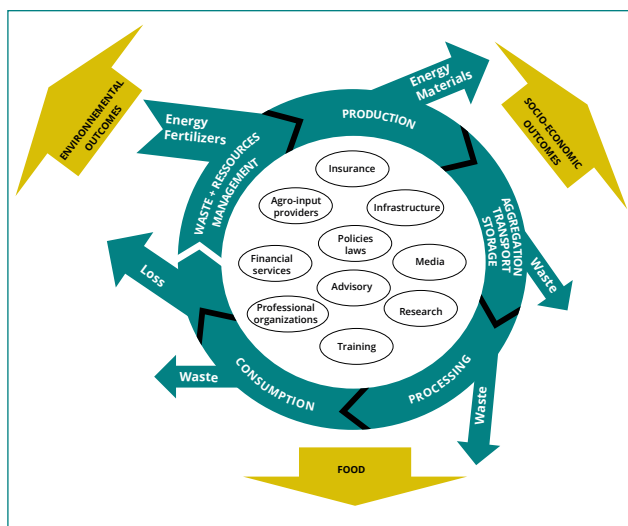 ENVIRONNEMENTAL
OUTCOMES
Energy
Fertilizers
PRODUCTION
Energy
Materials
SOCIO-ECONOMIC
OUTCOMES
WASTE + RESSOURCES
MANAGEMENT
Insurance
Agro-input
providers
Infrastructure
AGGREGATION
TRANSPORT
STORAGE
Policies
laws
Financial
services
Media
Waste
Loss
Advisory
Professional
organizations
Research
Training
Waste
CONSUMPTION
PROCESSING
Waste
FOOD